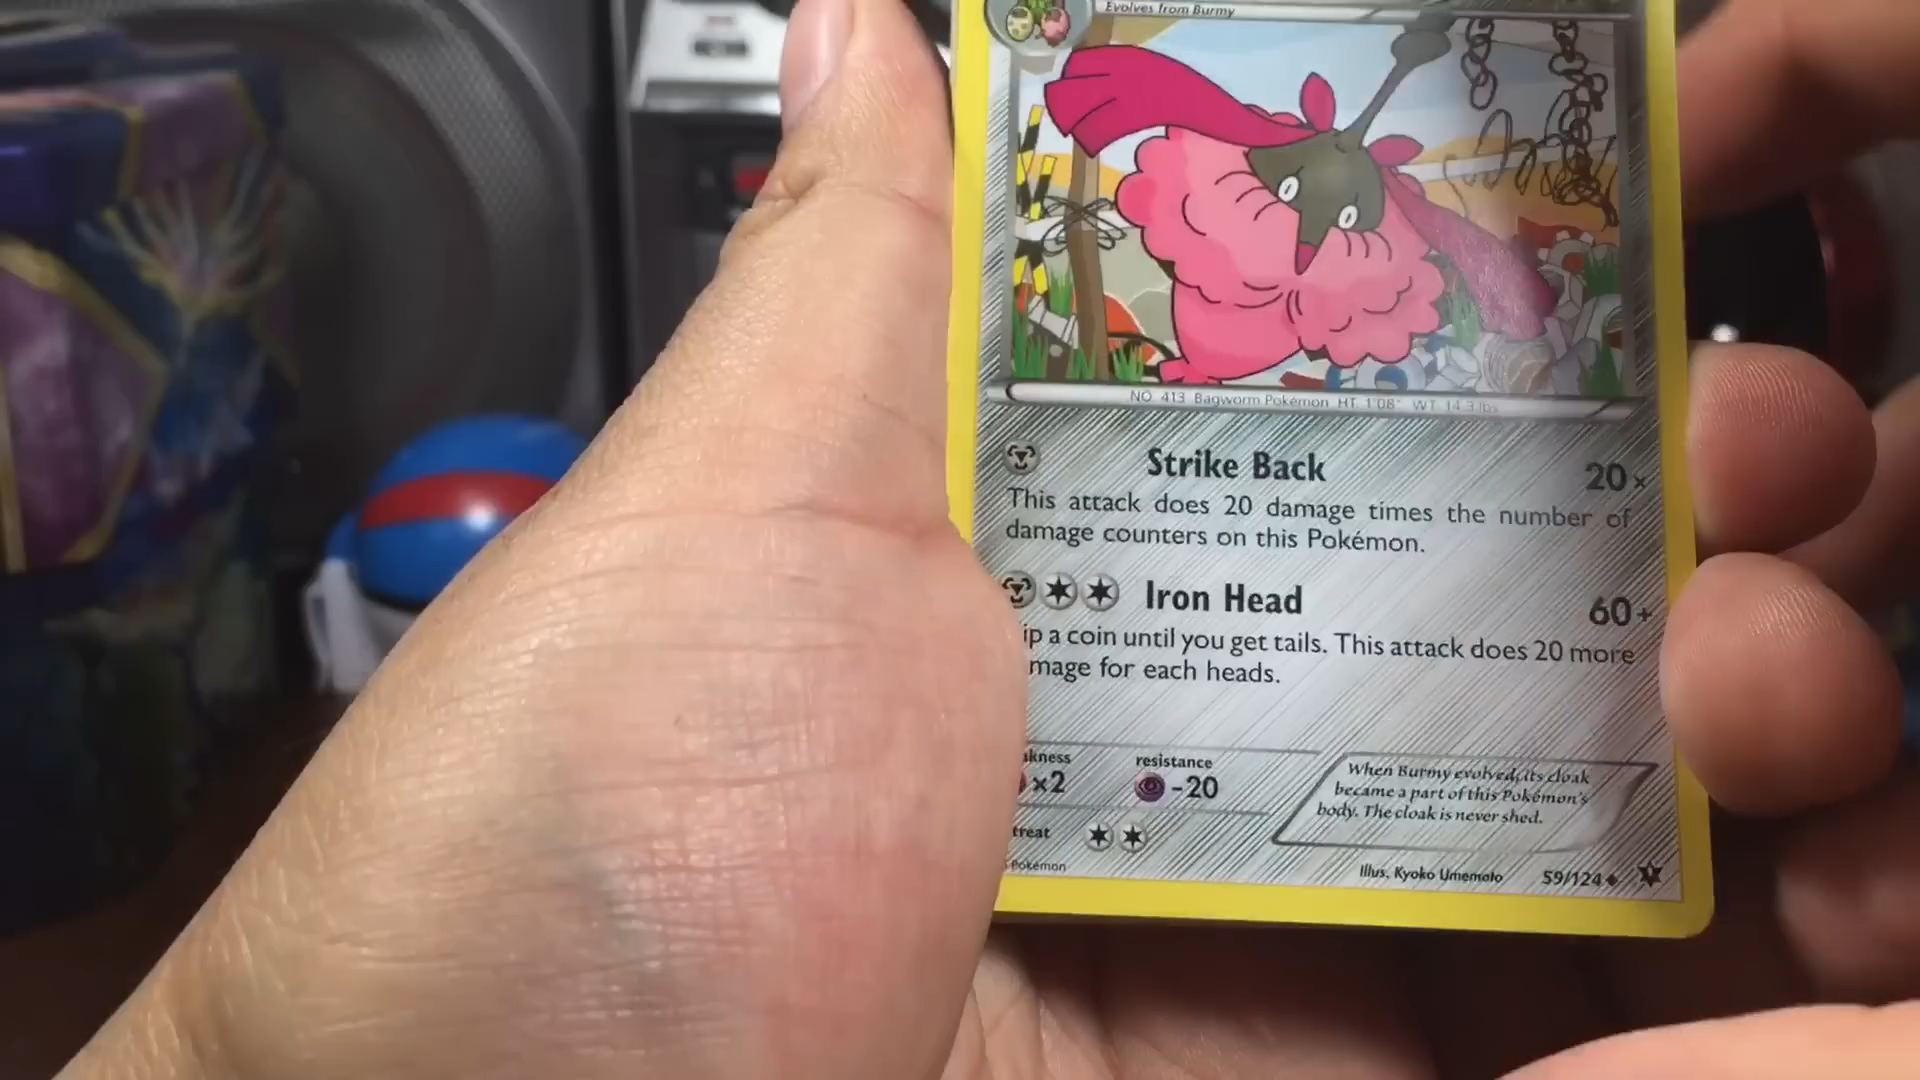 Evolves from Burmy
NO. 413 Bagworm Pokémon HT. 1'08" WT. 14.3 lbs.
Strike Back 20×
This attack does 20 damage times the number of
damage counters on this Pokémon.
Iron Head 60+
ip a coin until you get tails. This attack does 20 more
mage for each heads.
akness resistance
×2 -20
When Burmy evolved, its cloak
became a part of this Pokémon's
body. The cloak is never shed.
treat
Pokémon
Illus. Kyoko Umemoto 59/124